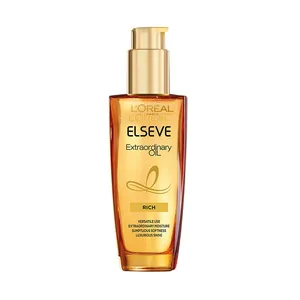 L'ORÉAL
PARIS
ELSEVE
Extraordinary
OIL
RICH
VERSATILE USE
EXTRAORDINARY MOISTURE
SUMPTUOUS SOFTNESS
LUXURIOUS SHINE